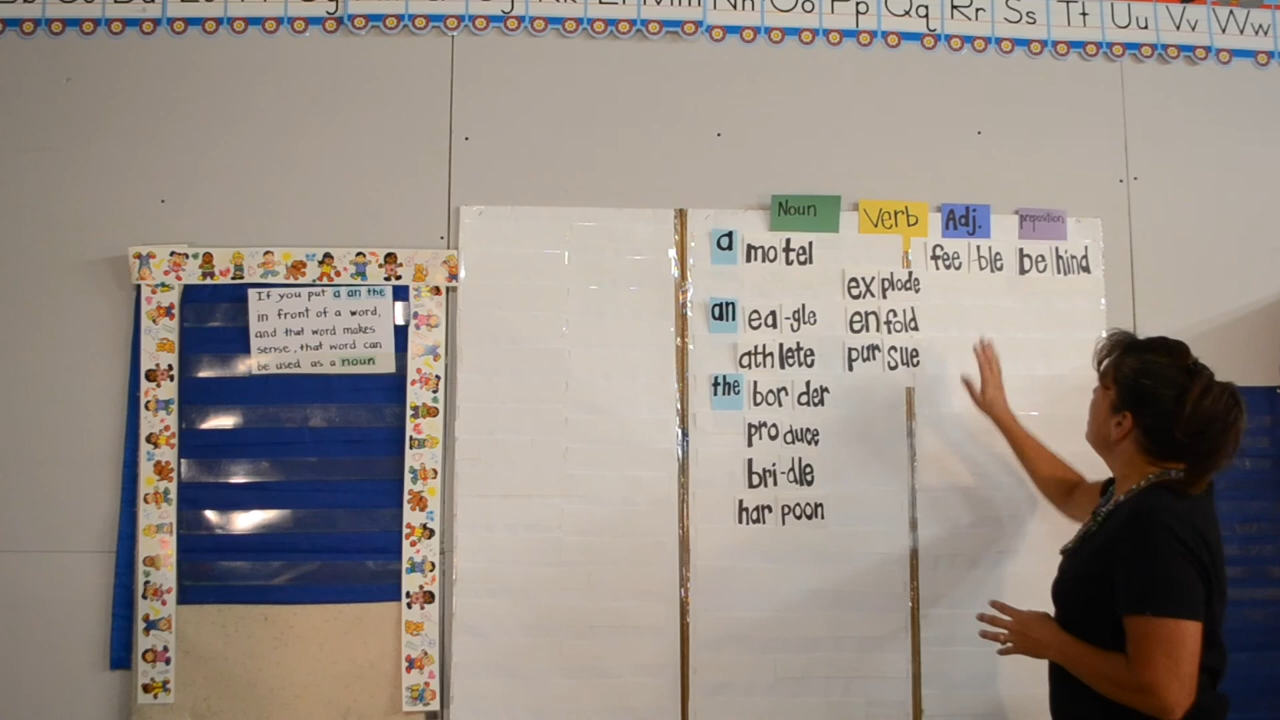 Nn Oo Pp Qq Rr Ss Tt Uu Vv Ww
If you put a an the
in front of a word,
and that word makes
sense, that word can
be used as a noun
Noun Verb Adj. preposition
a mo tel fee -ble be hind
ex plode
an ea -gle en fold
ath lete pur sue
the bor der
pro duce
bri -dle
har poon